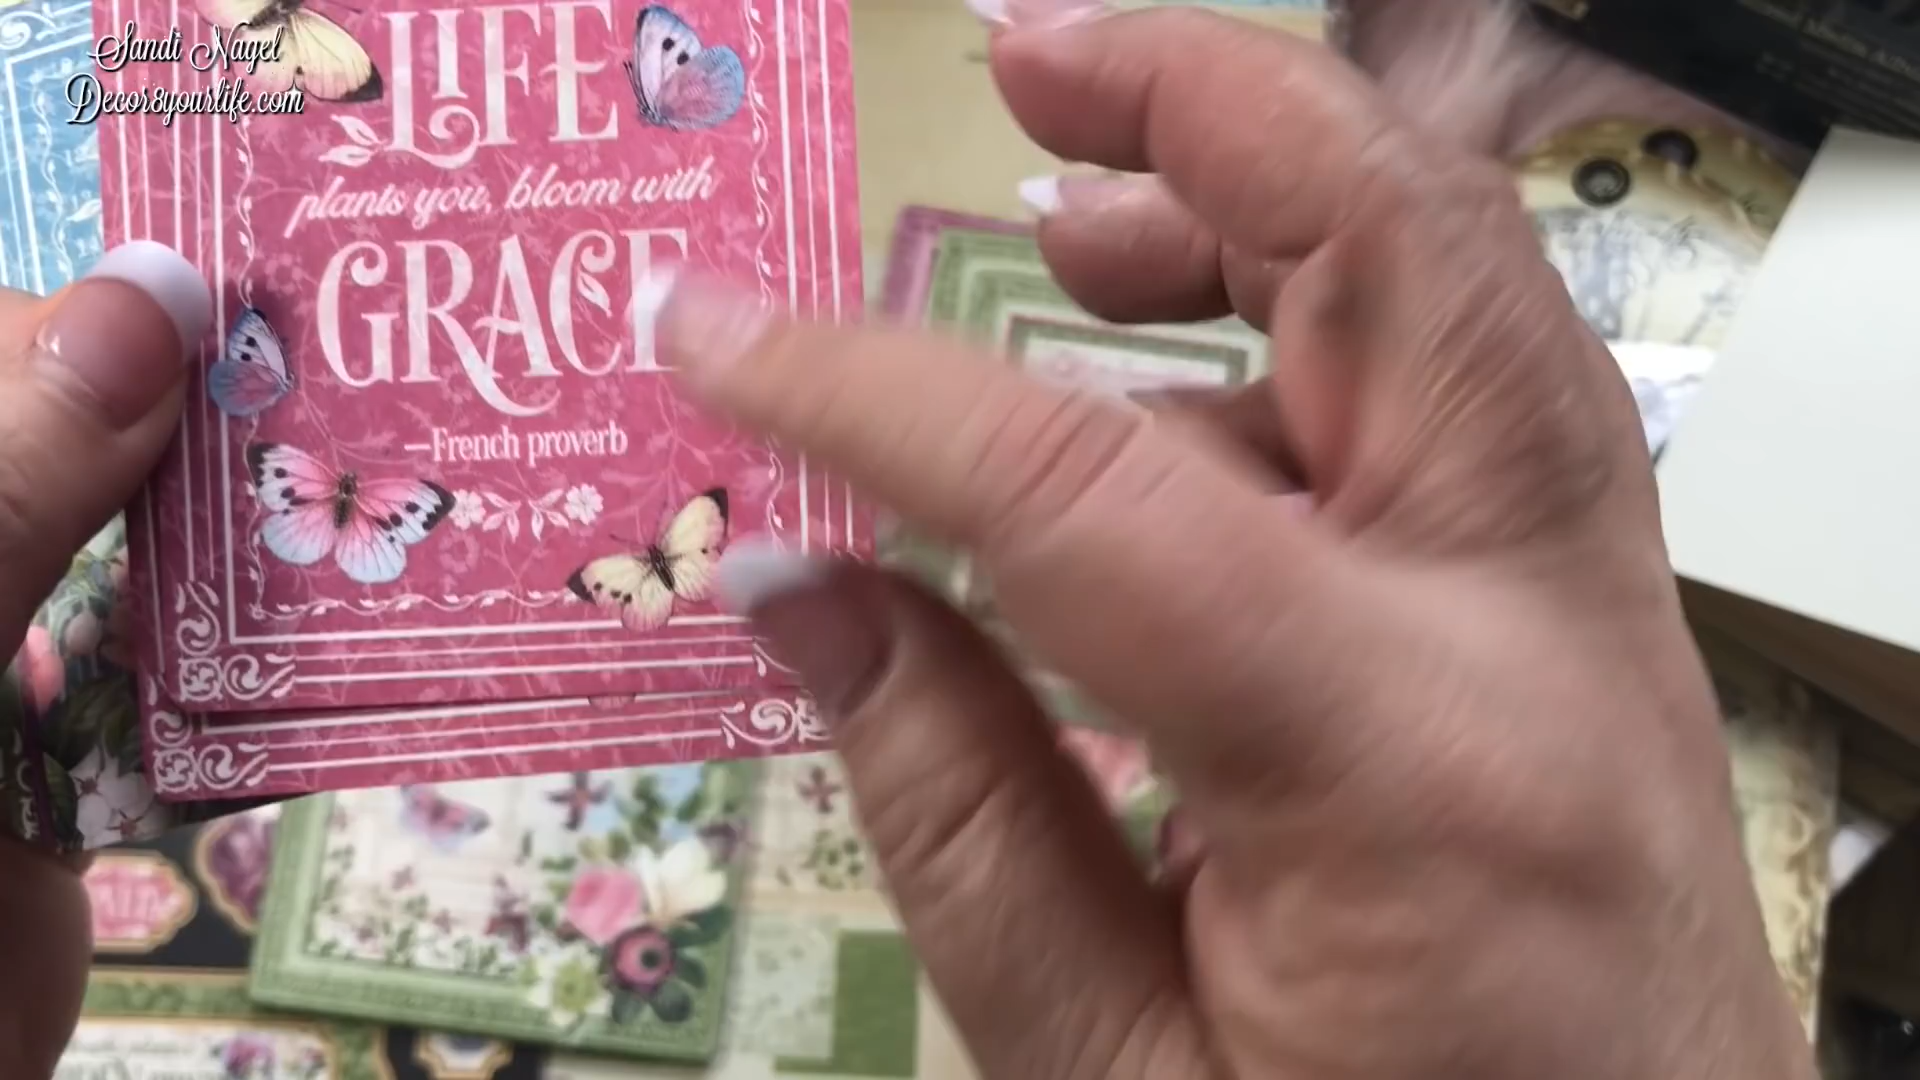 Sandi Nagel
Decor8yourlife.com
LIFE
plants you, bloom with
GRACE
—French proverb